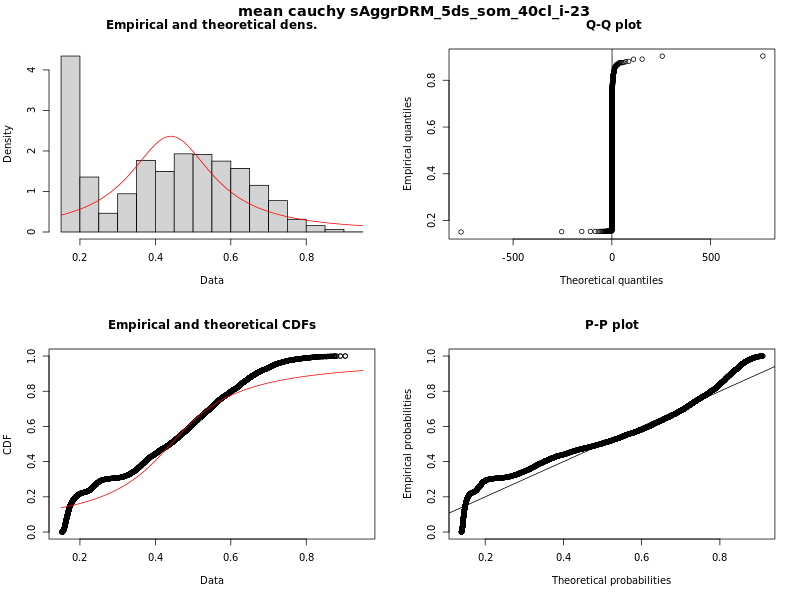 mean cauchy sAggrDRM_5ds_som_40cl_i-23
Empirical and theoretical dens.
Density
0 1 2 3 4
0.2 0.4 0.6 0.8
Data
Q-Q plot
Empirical quantiles
0.2 0.4 0.6 0.8
-500 0 500
Theoretical quantiles
Empirical and theoretical CDFs
CDF
0.0 0.2 0.4 0.6 0.8 1.0
0.2 0.4 0.6 0.8
Data
P-P plot
Empirical probabilities
0.0 0.2 0.4 0.6 0.8 1.0
0.2 0.4 0.6 0.8
Theoretical probabilities